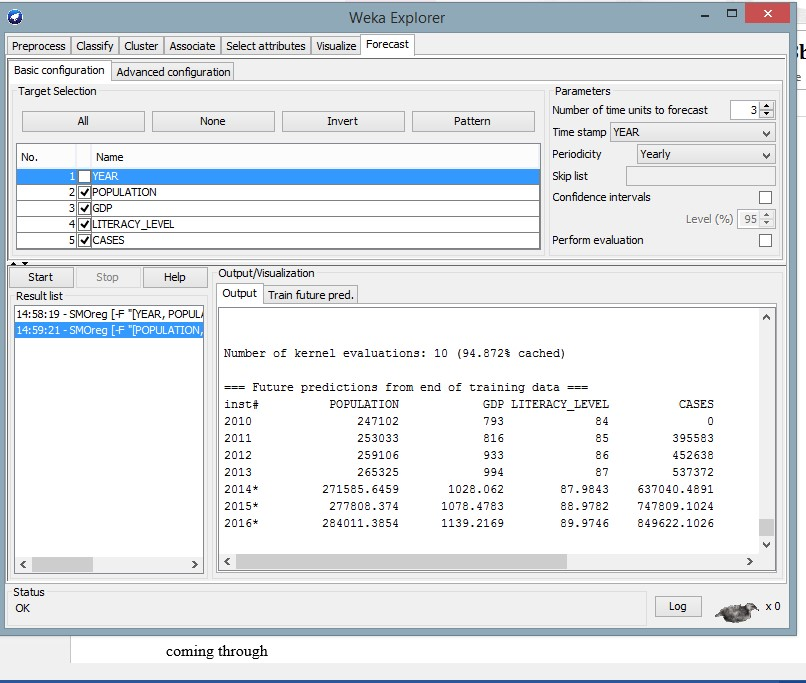 Weka Explorer
Preprocess Classify Cluster Associate Select attributes Visualize Forecast
Basic configuration Advanced configuration
Target Selection
All None Invert Pattern
No. Name
1 YEAR
2 POPULATION
3 GDP
4 LITERACY_LEVEL
5 CASES
Parameters
Number of time units to forecast 3
Time stamp YEAR
Periodicity Yearly
Skip list
Confidence intervals
Level (%) 95
Perform evaluation
Start Stop Help
Result list
14:58:19 - SMOreg [-F "[YEAR, POPUL
14:59:21 - SMOreg [-F "[POPULATION,
Output/Visualization
Output Train future pred.
Number of kernel evaluations: 10 (94.872% cached)
=== Future predictions from end of training data ===
inst# POPULATION GDP LITERACY_LEVEL CASES
2010 247102 793 84 0
2011 253033 816 85 395583
2012 259106 933 86 452638
2013 265325 994 87 537372
2014* 271585.6459 1028.062 87.9843 637040.4891
2015* 277808.374 1078.4783 88.9782 747809.1024
2016* 284011.3854 1139.2169 89.9746 849622.1026
Status
OK
Log x 0
coming through